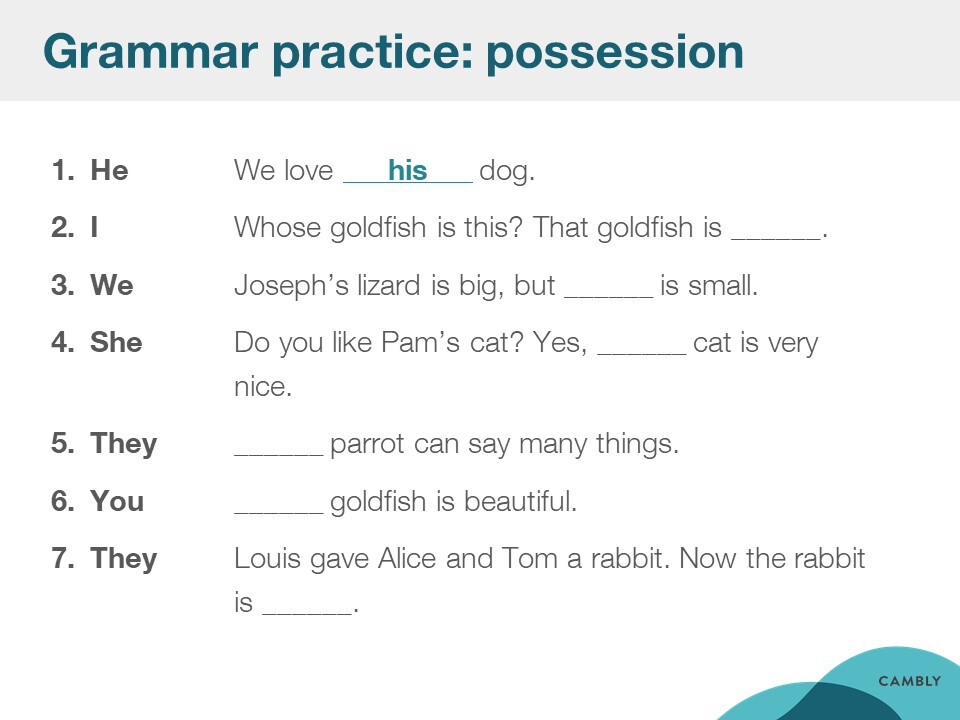 Grammar practice: possession
1. He We love ___his___ dog.
2. I Whose goldfish is this? That goldfish is ______.
3. We Joseph’s lizard is big, but ______ is small.
4. She Do you like Pam’s cat? Yes, ______ cat is very
nice.
5. They ______ parrot can say many things.
6. You ______ goldfish is beautiful.
7. They Louis gave Alice and Tom a rabbit. Now the rabbit
is ______.
CAMBLY